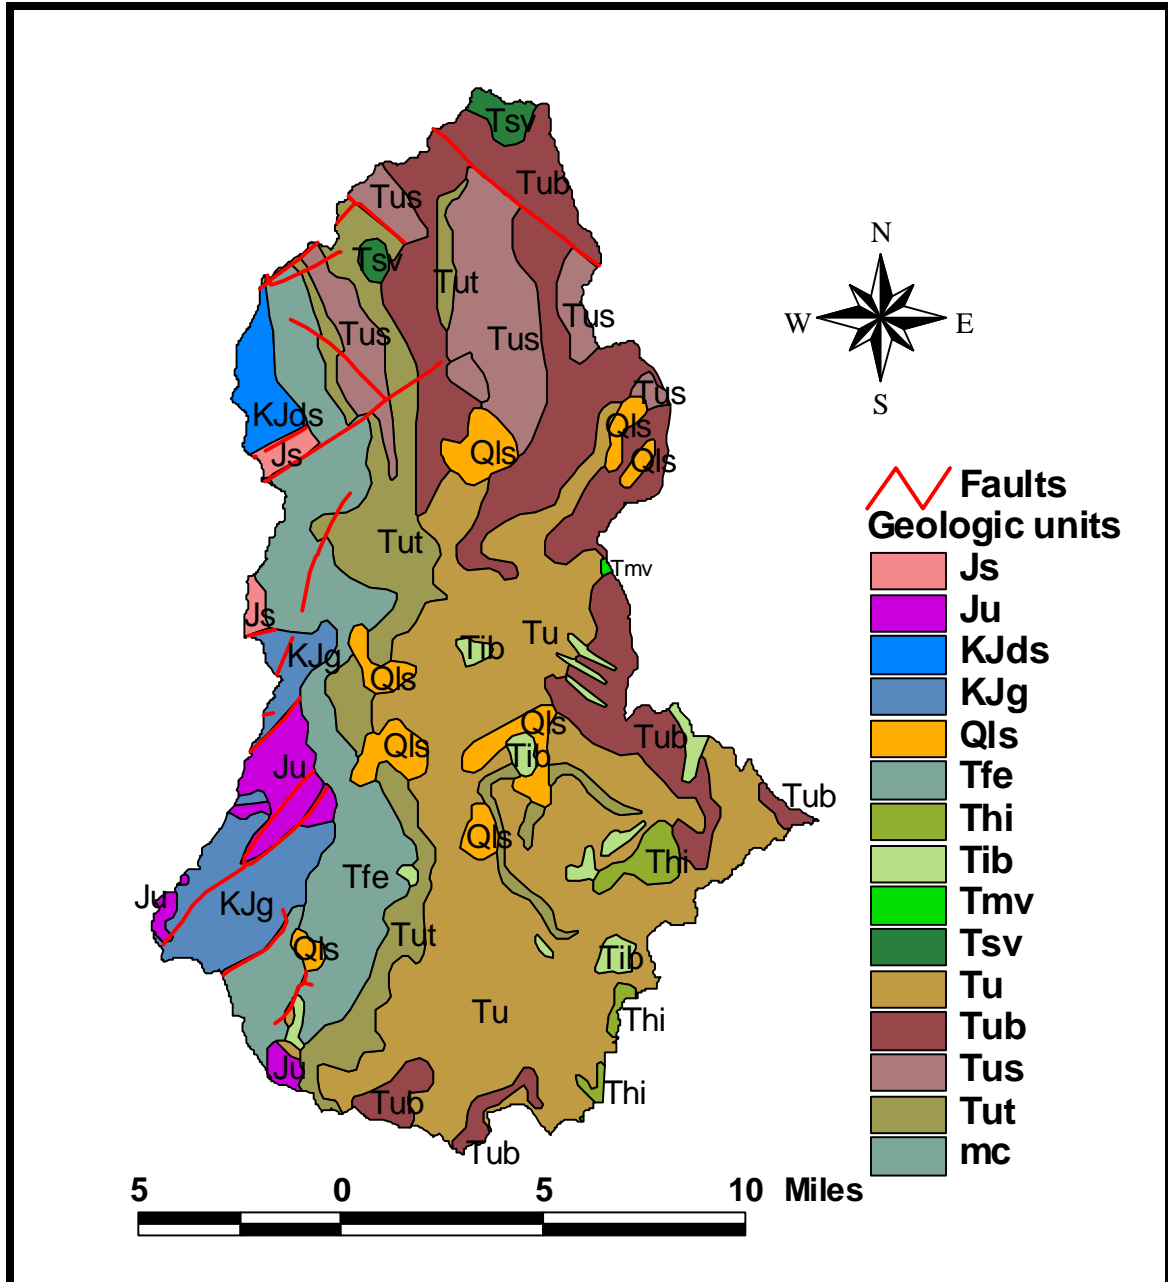 Tsv
Tub
Tus
N
Tsv
Tut
W
E
Tus
Tus
Tus
S
Tus
KJds
Qls
Js
Qls
Qls
Faults
Geologic units
Tut
Tmv
Js
Ju
Js
Tu
KJg
Tib
KJds
Qls
KJg
Qls
Tub
Qls
Tib
Qls
Ju
Tfe
Tub
Thi
Qls
Thi
Tib
Tfe
Ju
KJg
Tmv
Tut
Qls
Tsv
Tib
Tu
Tu
Thi
Tub
Ju
Tus
Thi
Tub
Tut
Tub
mc
5 0 5 10 Miles